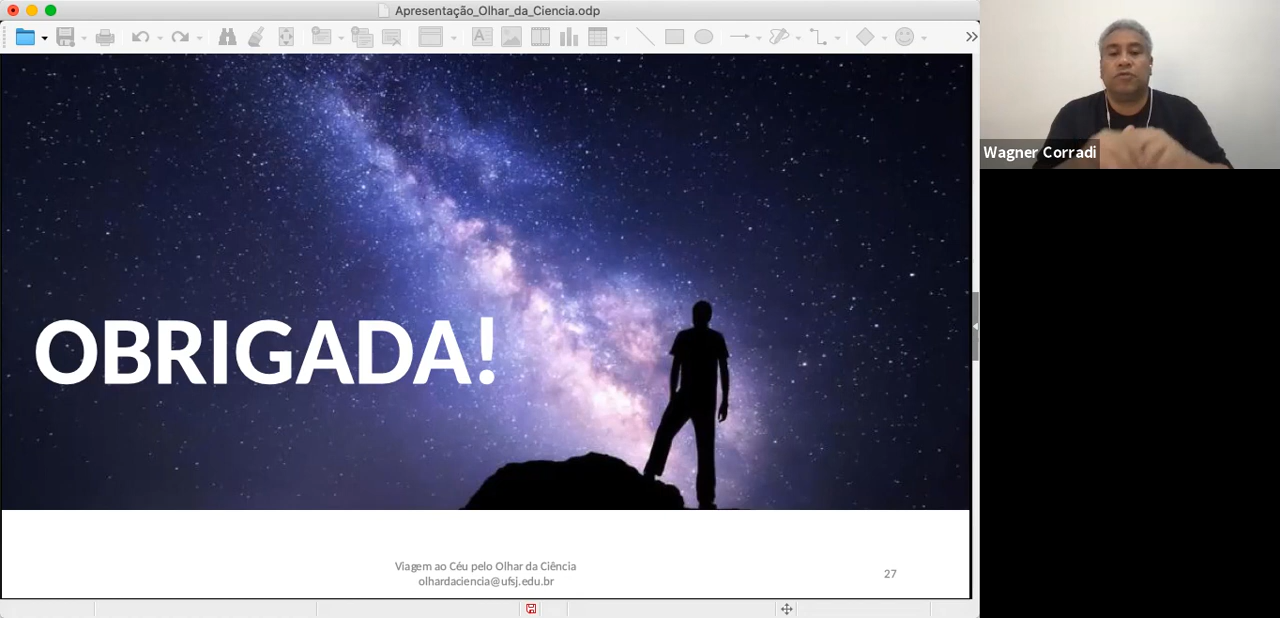 Apresentação_Olhar_da_Ciencia.odp
OBRIGADA!
Viagem ao Céu pelo Olhar da Ciência
olhardaciencia@ufsj.edu.br
27
Wagner Corradi